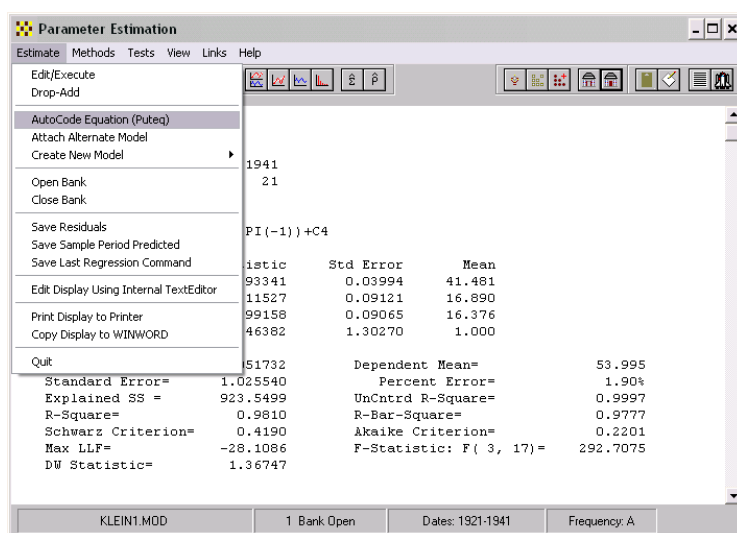 Parameter Estimation
Estimate Methods Tests View Links Help
Edit/Execute
Drop-Add
AutoCode Equation (Puteq)
Attach Alternate Model
Create New Model
1941
21
Open Bank
Close Bank
Save Residuals
PI(-1))+C4
Save Sample Period Predicted
Save Last Regression Command
istic Std Error Mean
93341 0.03994 41.481
Edit Display Using Internal TextEditor
11527 0.09121 16.890
99158 0.09065 16.376
Print Display to Printer
Copy Display to WINWORD
46382 1.30270 1.000
Quit
951732 Dependent Mean= 53.995
Standard Error= 1.025540 Percent Error= 1.90%
Explained SS = 923.5499 UnCntrd R-Square= 0.9997
R-Square= 0.9810 R-Bar-Square= 0.9777
Schwarz Criterion= 0.4190 Akaike Criterion= 0.2201
Max LLF= -28.1086 F-Statistic: F( 3, 17)= 292.7075
DW Statistic= 1.36747
KLEIN1.MOD 1 Bank Open Dates: 1921-1941 Frequency: A